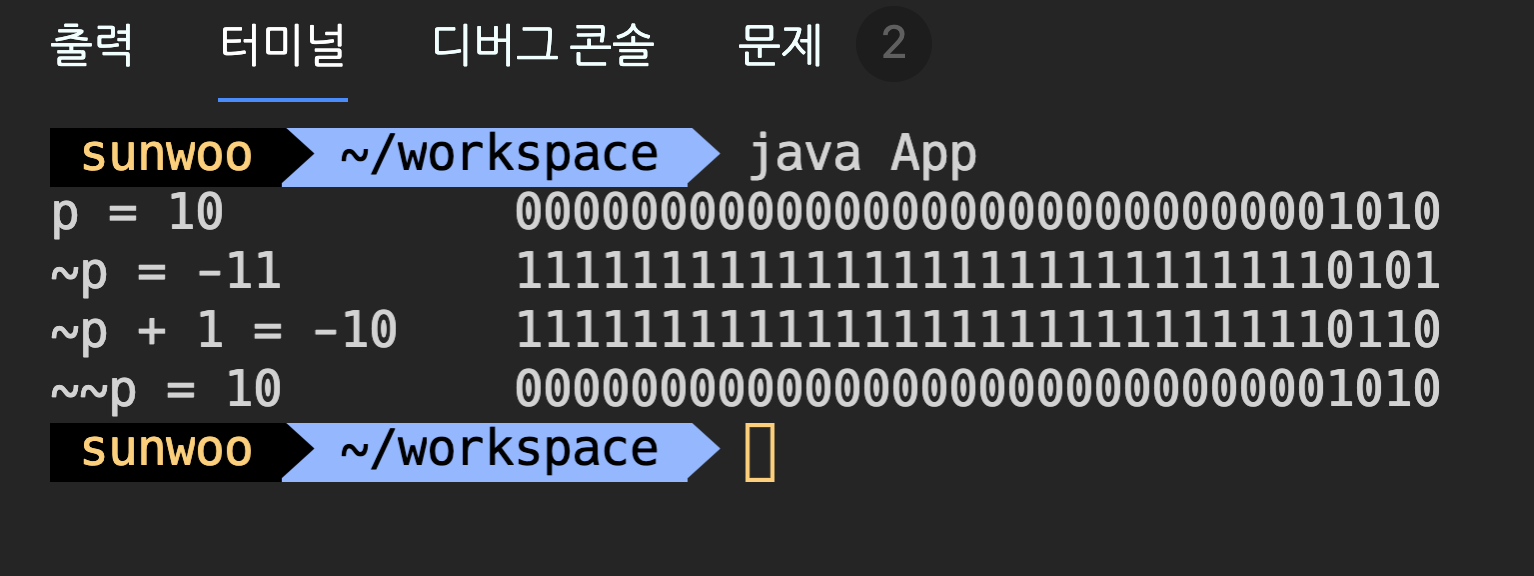 출력 터미널 디버그 콘솔 문제 2
sunwoo ~/workspace java App
p = 10 00000000000000000000000000001010
~p = -11 11111111111111111111111111110101
~p + 1 = -10 11111111111111111111111111110110
~~p = 10 00000000000000000000000000001010
sunwoo ~/workspace